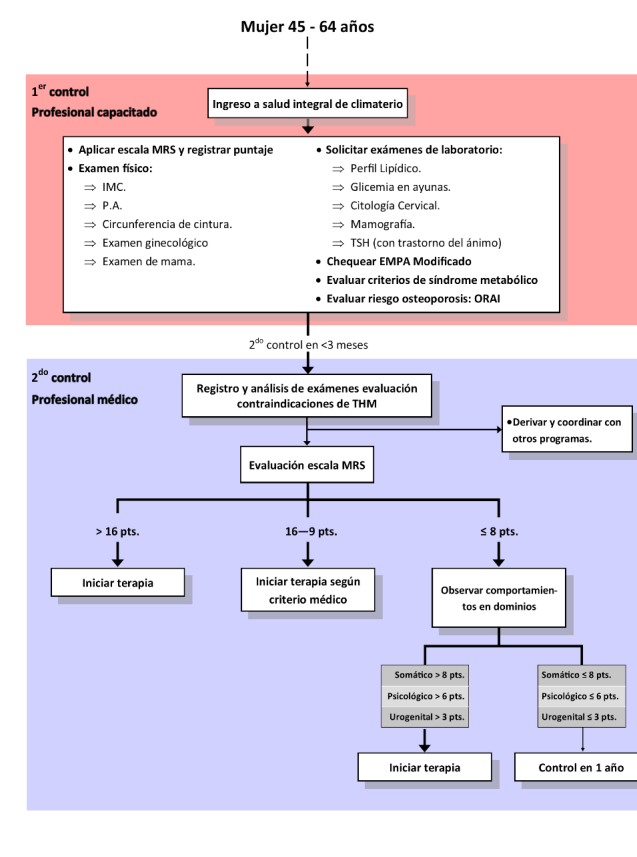 Mujer 45 - 64 años
1er control
Profesional capacitado
Ingreso a salud integral de climaterio
• Aplicar escala MRS y registrar puntaje
• Examen físico:
⇒ IMC.
⇒ P.A.
⇒ Circunferencia de cintura.
⇒ Examen ginecológico
⇒ Examen de mama.
• Solicitar exámenes de laboratorio:
⇒ Perfil Lipídico.
⇒ Glicemia en ayunas.
⇒ Citología Cervical.
⇒ Mamografía.
⇒ TSH (con trastorno del ánimo)
• Chequear EMPA Modificado
• Evaluar criterios de síndrome metabólico
• Evaluar riesgo osteoporosis: ORAI
2do control en <3 meses
2do control
Profesional médico
Registro y análisis de exámenes evaluación
contraindicaciones de THM
• Derivar y coordinar con
otros programas.
Evaluación escala MRS
> 16 pts.
16—9 pts.
≤ 8 pts.
Iniciar terapia
Iniciar terapia según
criterio médico
Observar comportamien-
tos en dominios
Somático > 8 pts.
Psicológico > 6 pts.
Urogenital > 3 pts.
Somático ≤ 8 pts.
Psicológico ≤ 6 pts.
Urogenital ≤ 3 pts.
Iniciar terapia
Control en 1 año